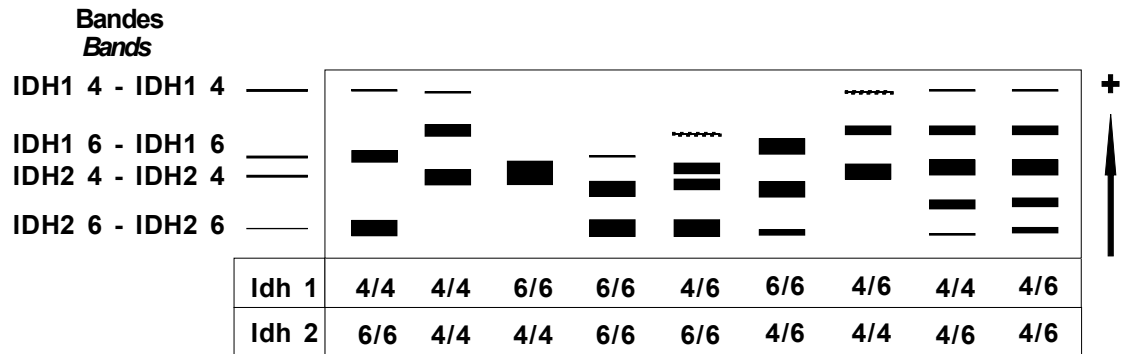 Bandes
Bands
IDH1 4 - IDH1 4
+
IDH1 6 - IDH1 6
IDH2 4 - IDH2 4
IDH2 6 - IDH2 6
Idh 1 4/4 4/4 6/6 6/6 4/6 6/6 4/6 4/4 4/6
Idh 2 6/6 4/4 4/4 6/6 6/6 4/6 4/4 4/6 4/6